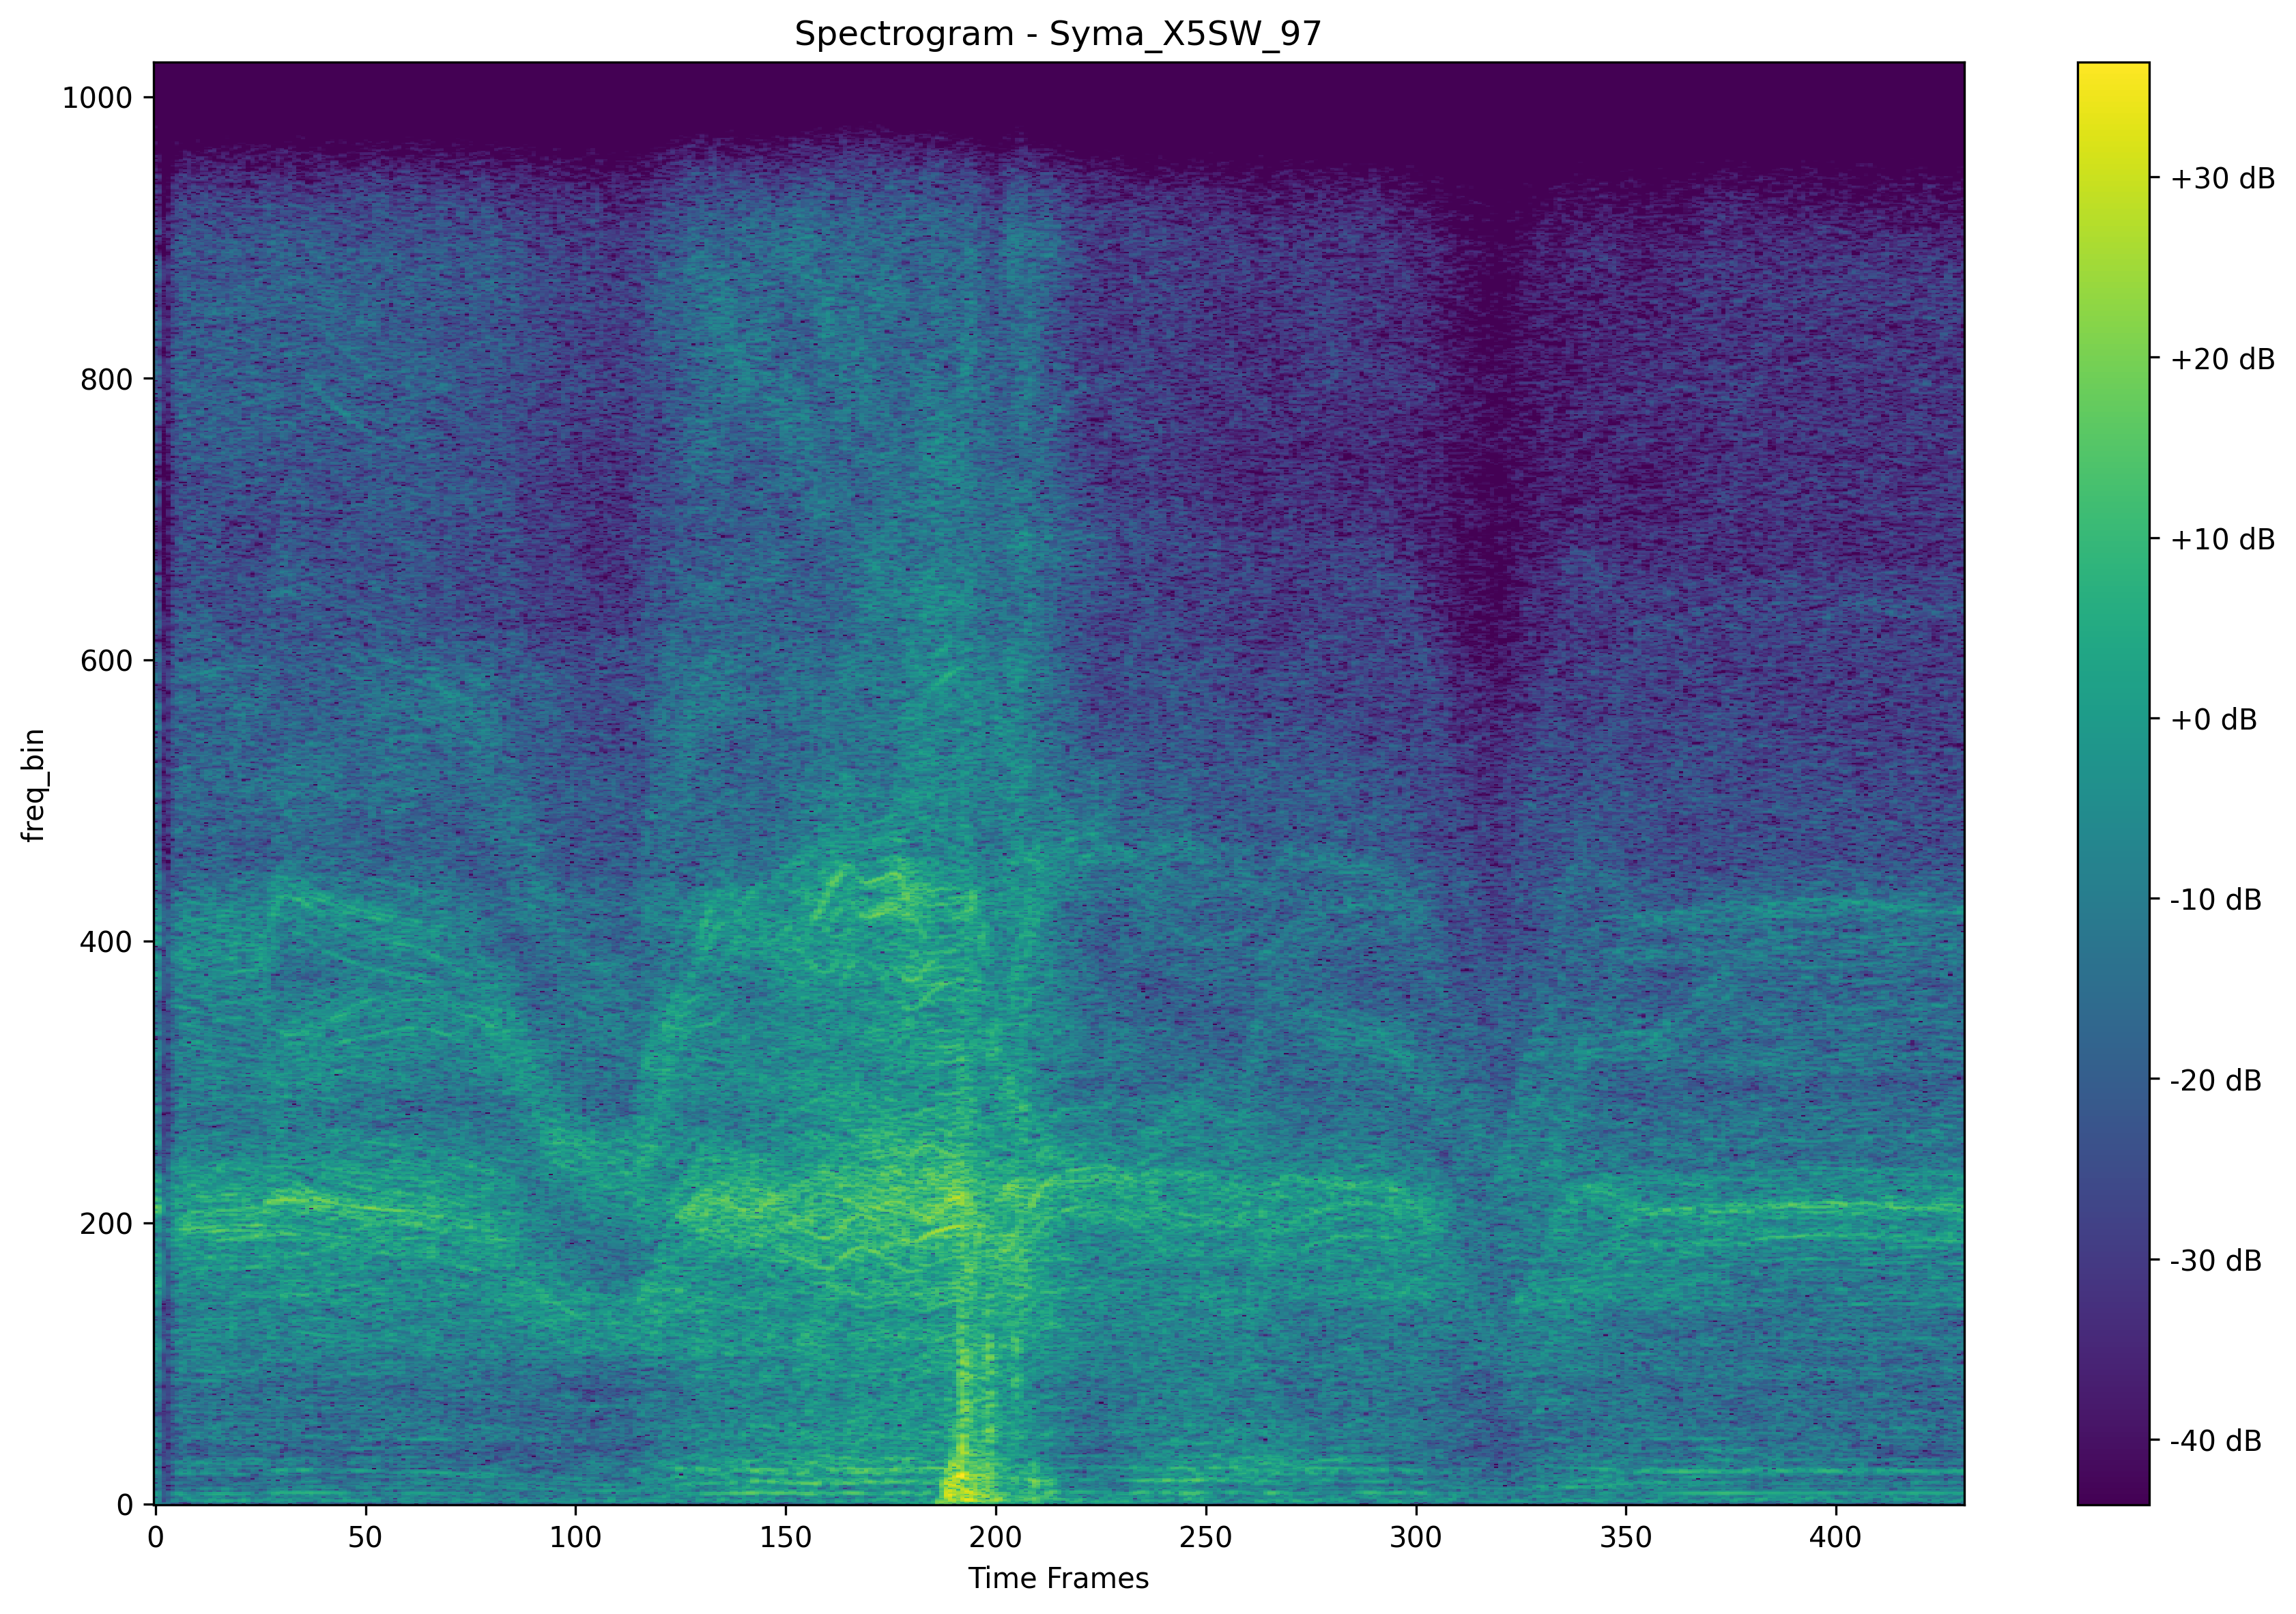 Spectrogram - Syma_X5SW_97
1000
800
600
400
200
0
freq_bin
0 50 100 150 200 250 300 350 400
Time Frames
+30 dB
+20 dB
+10 dB
+0 dB
-10 dB
-20 dB
-30 dB
-40 dB